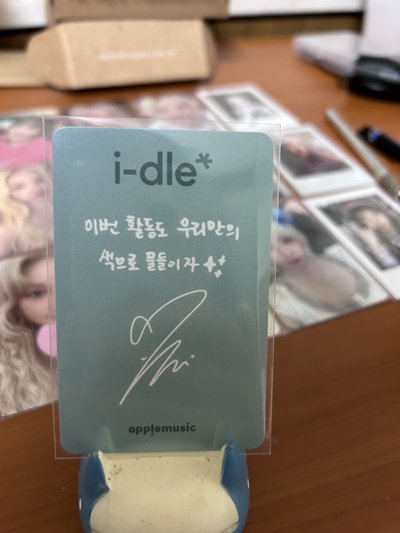 i-dle*
이번 활동도 우리만의
색으로 물들이자
applemusic